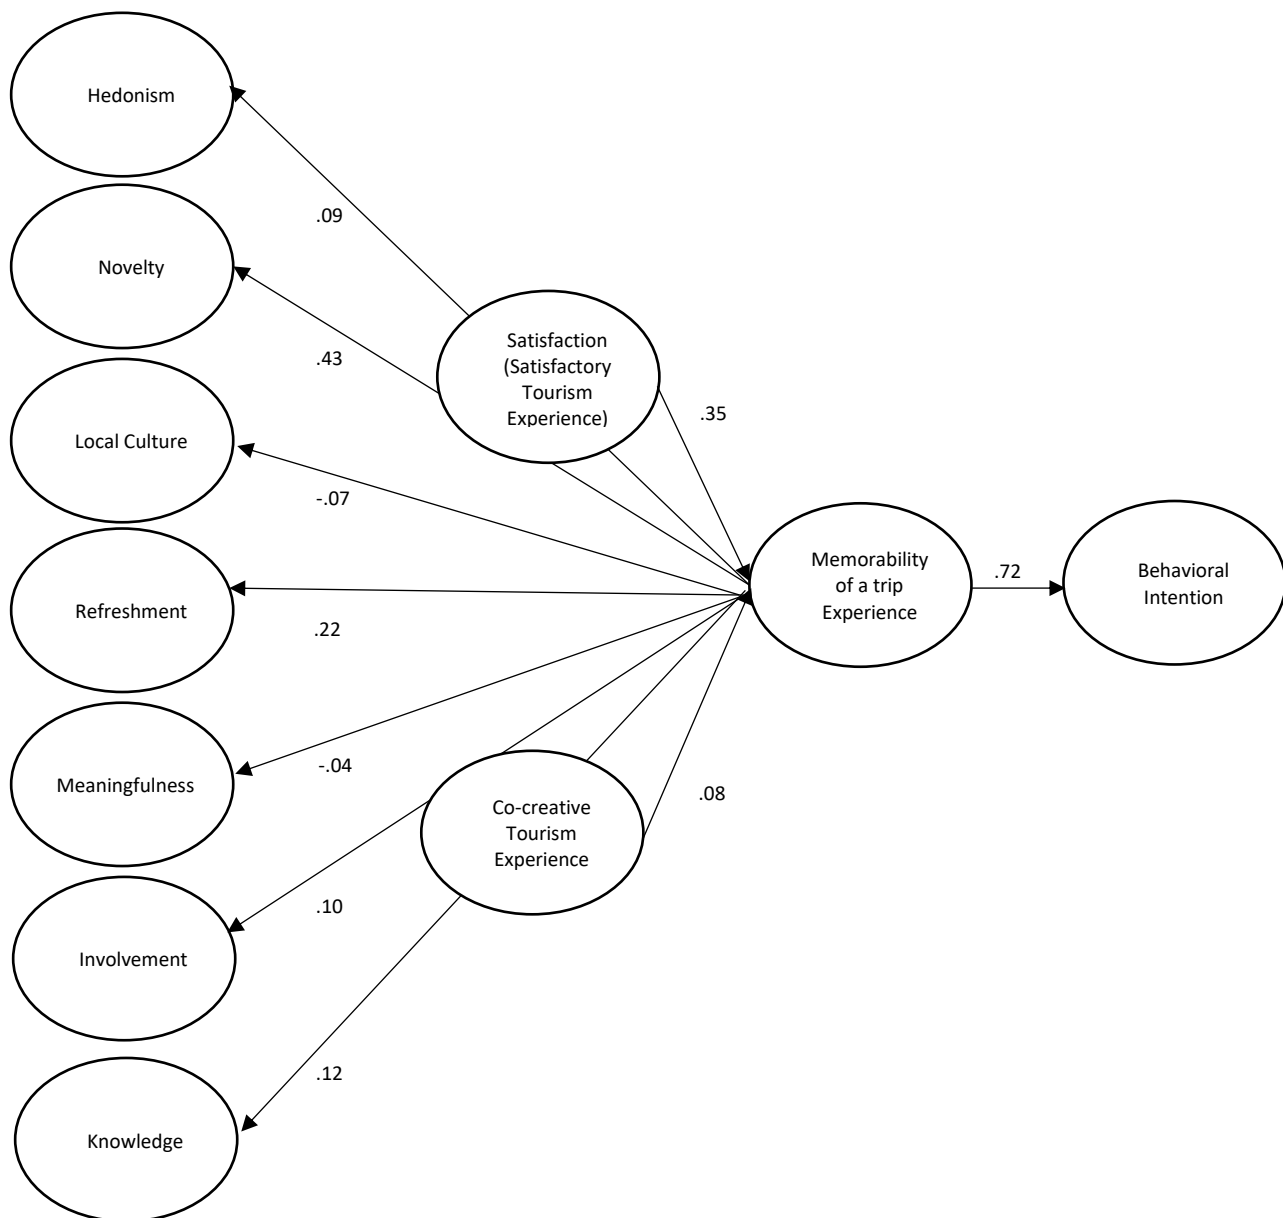 Hedonism
.09
Novelty
Satisfaction
(Satisfactory
Tourism
Experience)
.43
.35
Local Culture
-.07
Memorability
of a trip
Experience
.72
Behavioral
Intention
Refreshment
.22
Meaningfulness
-.04
.08
Co-creative
Tourism
Experience
.10
Involvement
.12
Knowledge